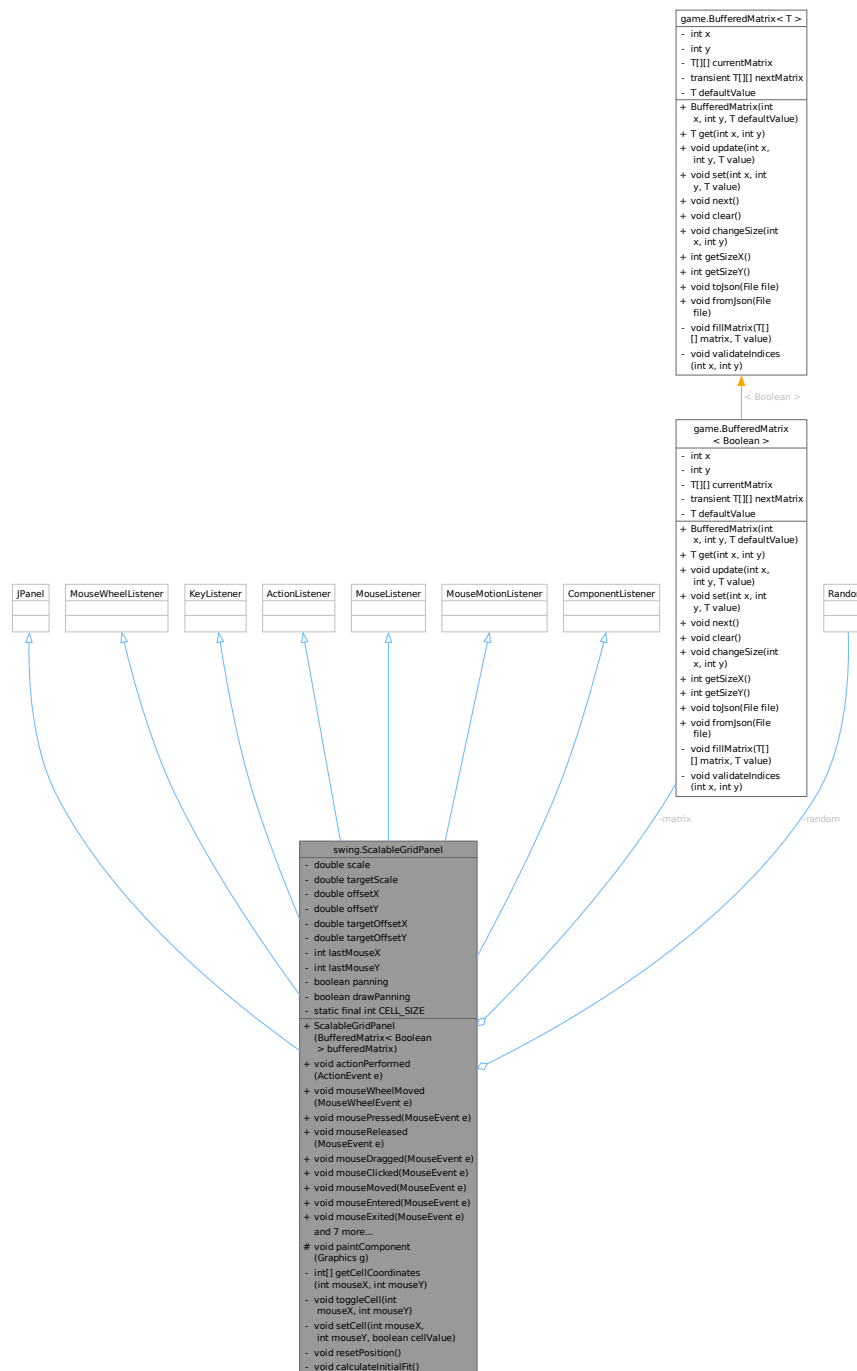 game.BufferedMatrix< T >
- int x
- int y
- T[][] currentMatrix
- transient T[][] nextMatrix
- T defaultValue
+ BufferedMatrix(int
x, int y, T defaultValue)
+ T get(int x, int y)
+ void update(int x,
int y, T value)
+ void set(int x, int
y, T value)
+ void next()
+ void clear()
+ void changeSize(int
x, int y)
+ int getSizeX()
+ int getSizeY()
+ void toJson(File file)
+ void fromJson(File
file)
- void fillMatrix(T[]
[] matrix, T value)
- void validateIndices
(int x, int y)
< Boolean >
game.BufferedMatrix
< Boolean >
- int x
- int y
- T[][] currentMatrix
- transient T[][] nextMatrix
- T defaultValue
+ BufferedMatrix(int
x, int y, T defaultValue)
+ T get(int x, int y)
+ void update(int x,
int y, T value)
+ void set(int x, int
y, T value)
+ void next()
+ void clear()
+ void changeSize(int
x, int y)
+ int getSizeX()
+ int getSizeY()
+ void toJson(File file)
+ void fromJson(File
file)
- void fillMatrix(T[]
[] matrix, T value)
- void validateIndices
(int x, int y)
JPanel
MouseWheelListener
KeyListener
ActionListener
MouseListener
MouseMotionListener
ComponentListener
Random
-matrix
-random
swing.ScalableGridPanel
- double scale
- double targetScale
- double offsetX
- double offsetY
- double targetOffsetX
- double targetOffsetY
- int lastMouseX
- int lastMouseY
- boolean panning
- boolean drawPanning
- static final int CELL_SIZE
+ ScalableGridPanel
(BufferedMatrix< Boolean
> bufferedMatrix)
+ void actionPerformed
(ActionEvent e)
+ void mouseWheelMoved
(MouseWheelEvent e)
+ void mousePressed(MouseEvent e)
+ void mouseReleased
(MouseEvent e)
+ void mouseDragged(MouseEvent e)
+ void mouseClicked(MouseEvent e)
+ void mouseMoved(MouseEvent e)
+ void mouseEntered(MouseEvent e)
+ void mouseExited(MouseEvent e)
and 7 more...
# void paintComponent
(Graphics g)
- int[] getCellCoordinates
(int mouseX, int mouseY)
- void toggleCell(int
mouseX, int mouseY)
- void setCell(int mouseX,
int mouseY, boolean cellValue)
- void resetPosition()
- void calculateInitialFit()